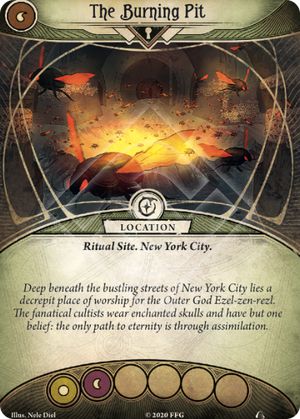 The Burning Pit
LOCATION
Ritual Site. New York City.
Deep beneath the bustling streets of New York City lies a
decrepit place of worship for the Outer God Ezel-zen-rezl.
The fanatical cultists wear enchanted skulls and have but one
belief: the only path to eternity is through assimilation.
Illus. Nele Diel
© 2020 FFG